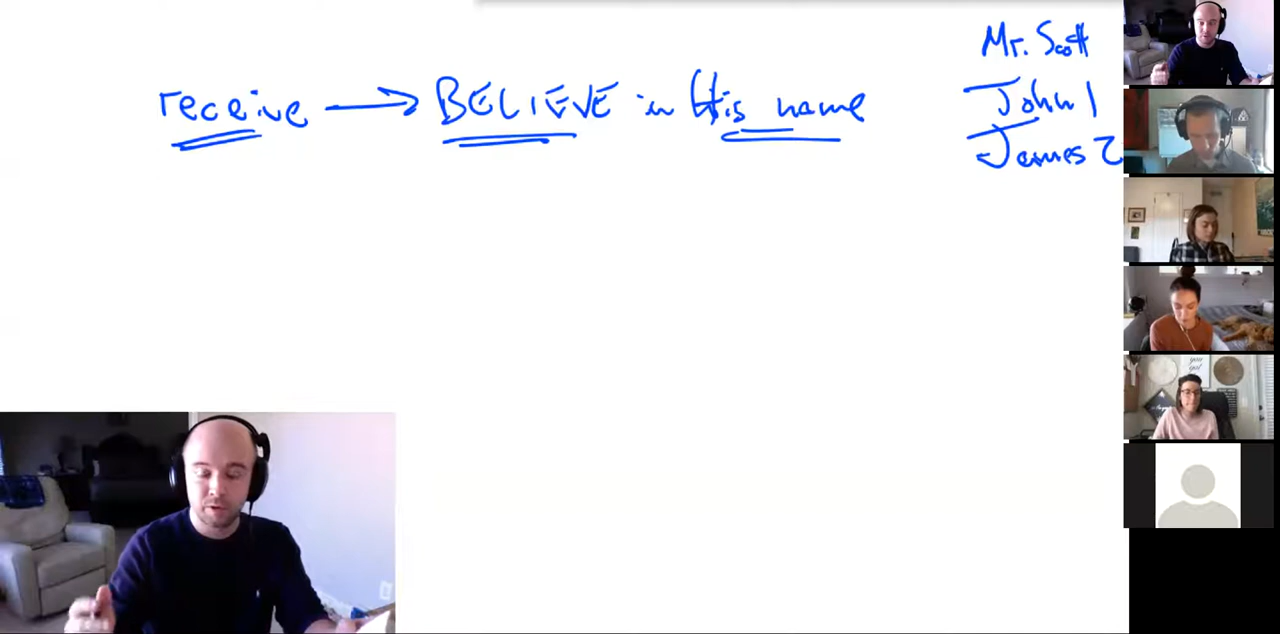 receive → BELIEVE in His name
Mr. Scott
John 1
James 2